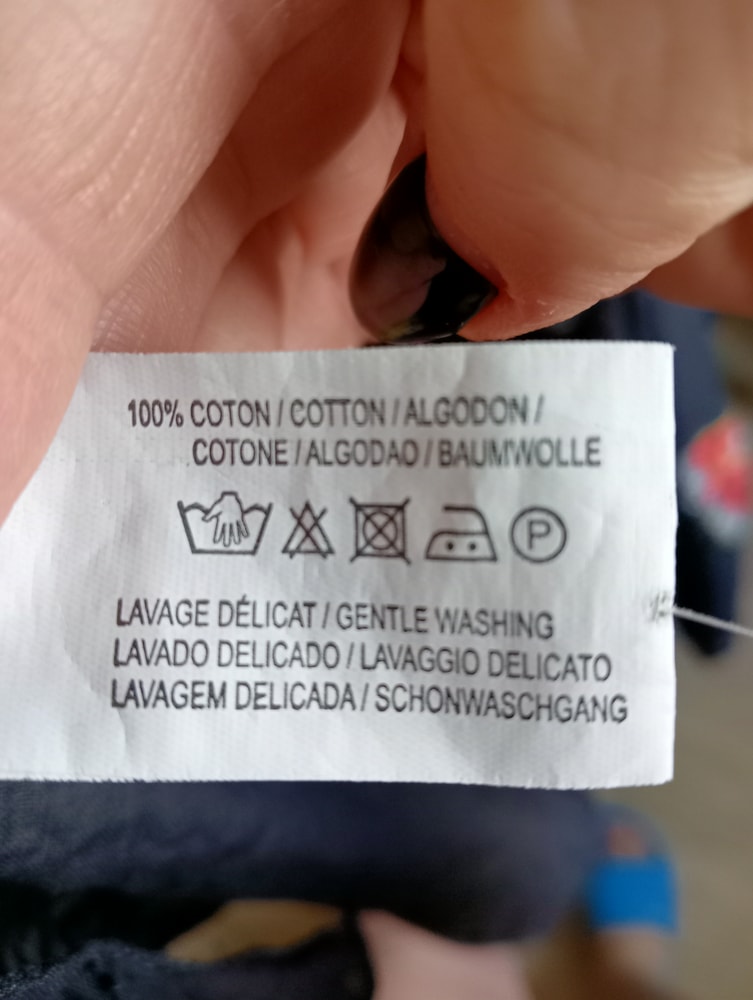 100% COTON / COTTON / ALGODON /
COTONE / ALGODAO / BAUMWOLLE
P
LAVAGE DÉLICAT / GENTLE WASHING
LAVADO DELICADO / LAVAGGIO DELICATO
LAVAGEM DELICADA / SCHONWASCHGANG